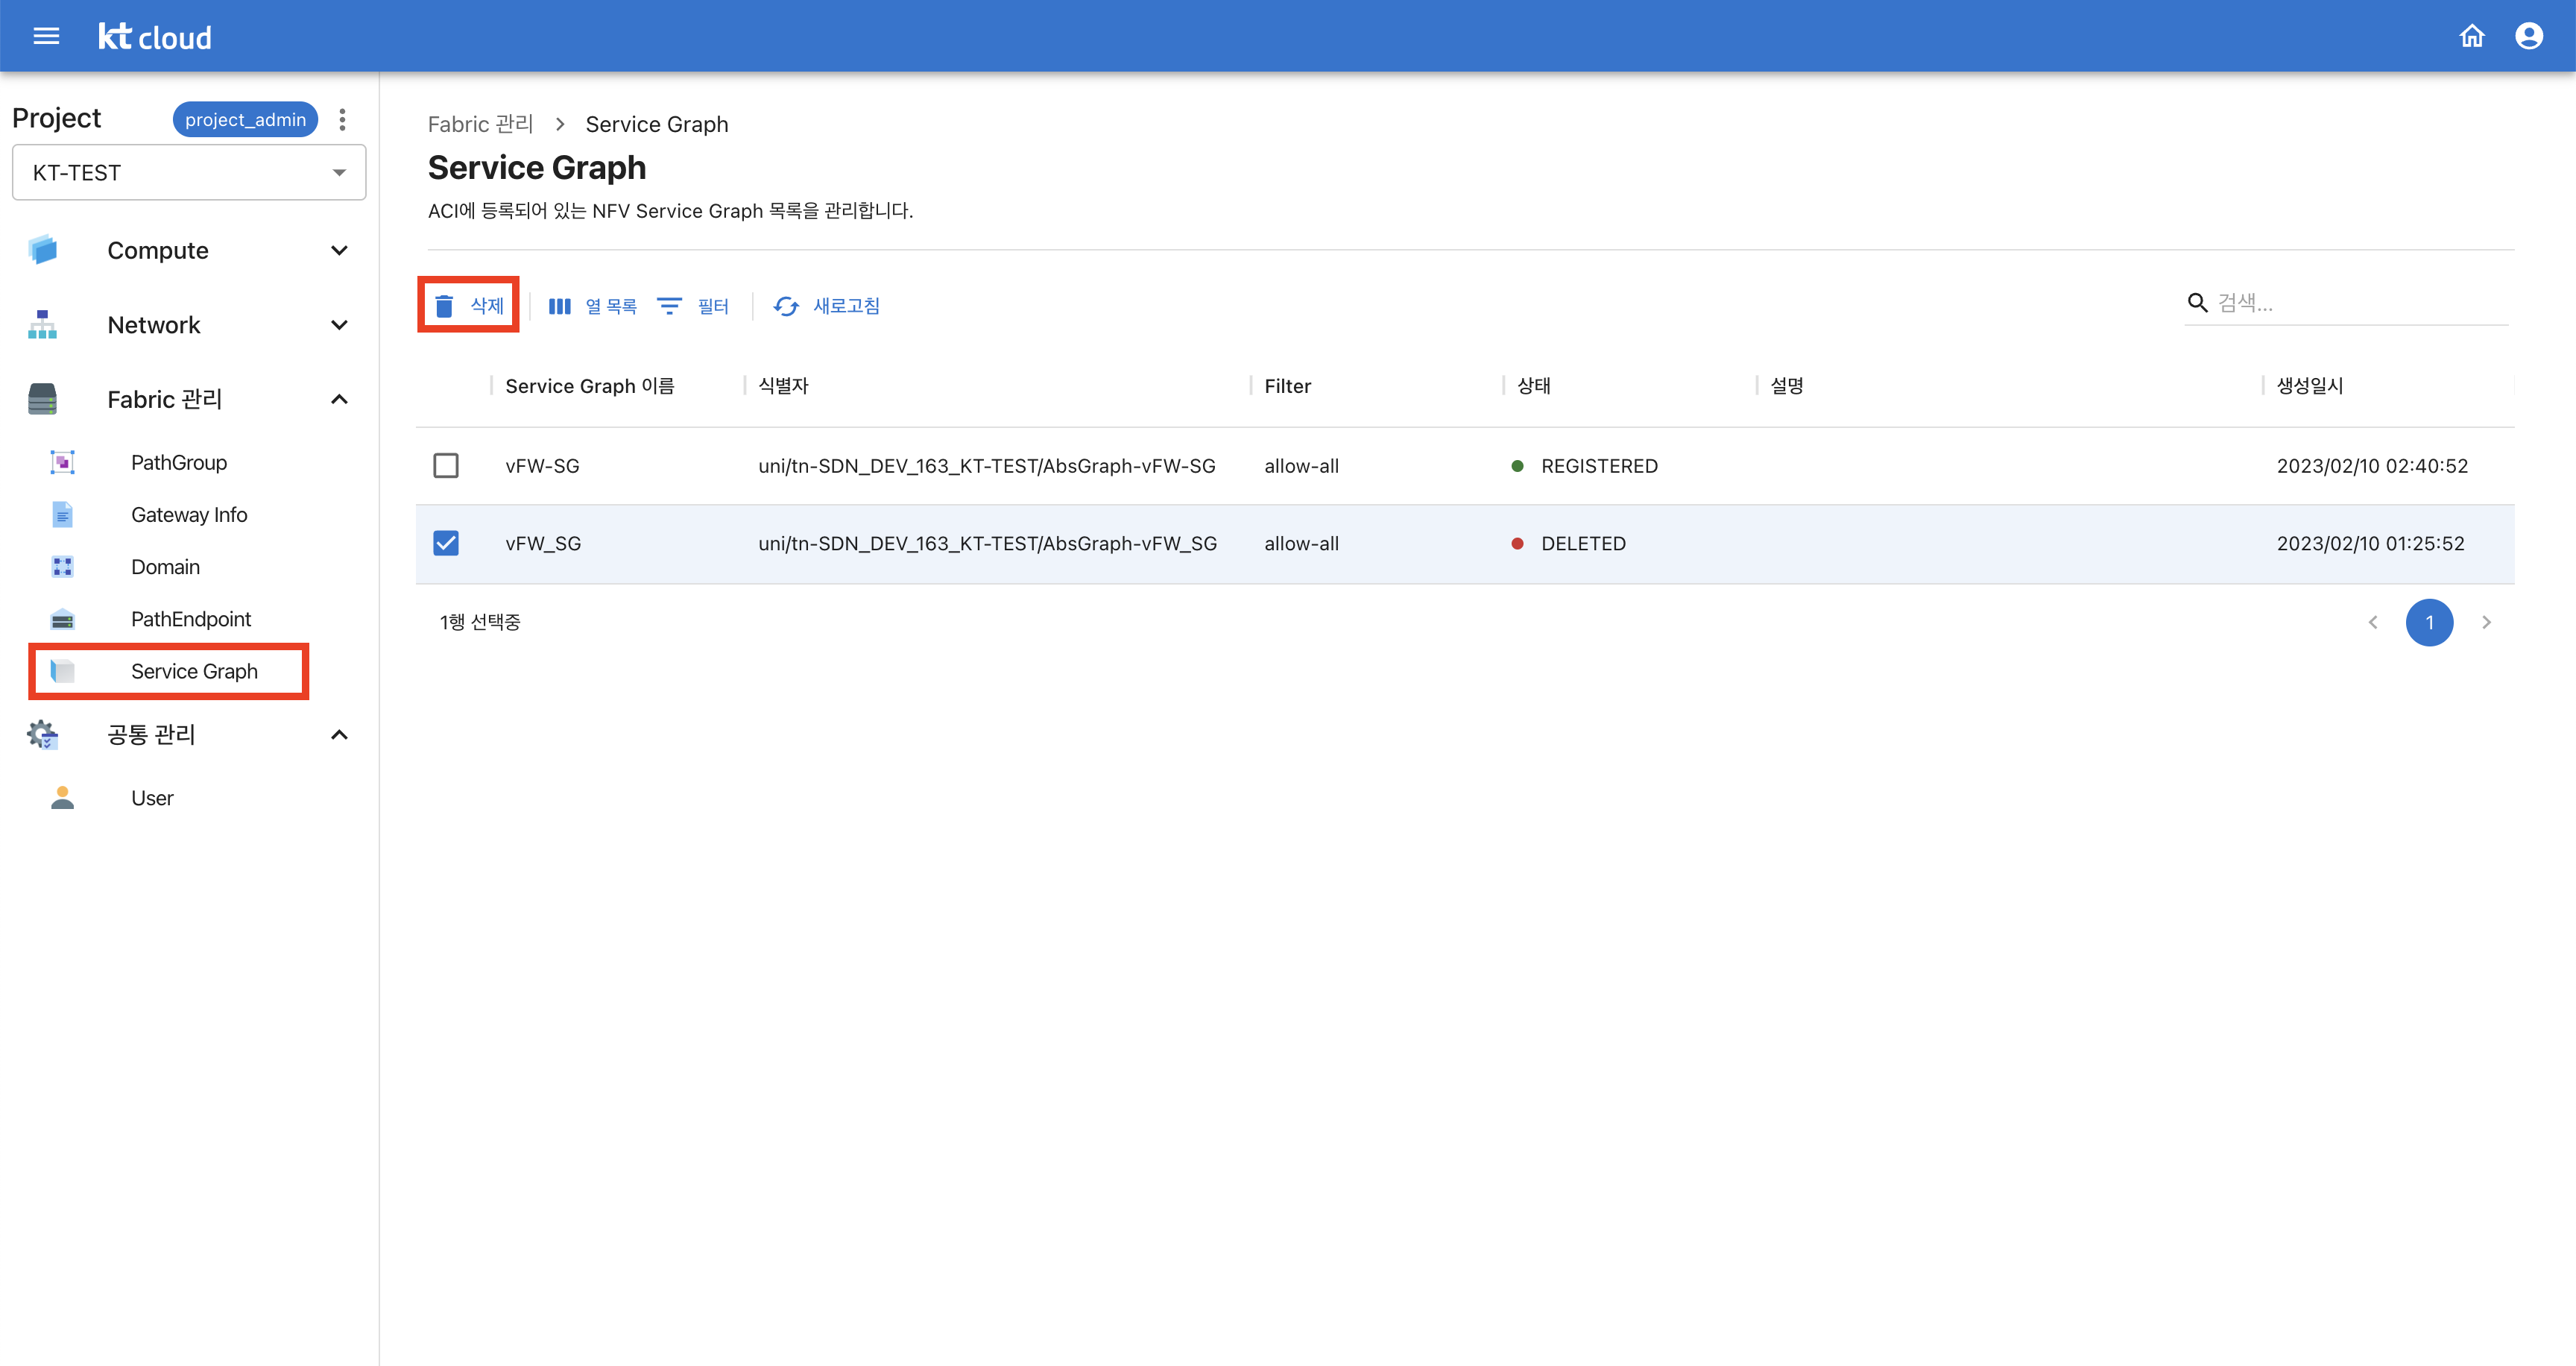 kt cloud
Project
project_admin
KT-TEST
Compute
Network
Fabric 관리
PathGroup
Gateway Info
Domain
PathEndpoint
Service Graph
공통 관리
User
Fabric 관리 > Service Graph
Service Graph
ACI에 등록되어 있는 NFV Service Graph 목록을 관리합니다.
삭제 열 목록 필터 새로고침 검색...
Service Graph 이름 식별자 Filter 상태 설명 생성일시
vFW-SG uni/tn-SDN_DEV_163_KT-TEST/AbsGraph-vFW-SG allow-all REGISTERED 2023/02/10 02:40:52
vFW_SG uni/tn-SDN_DEV_163_KT-TEST/AbsGraph-vFW_SG allow-all DELETED 2023/02/10 01:25:52
1행 선택중 1